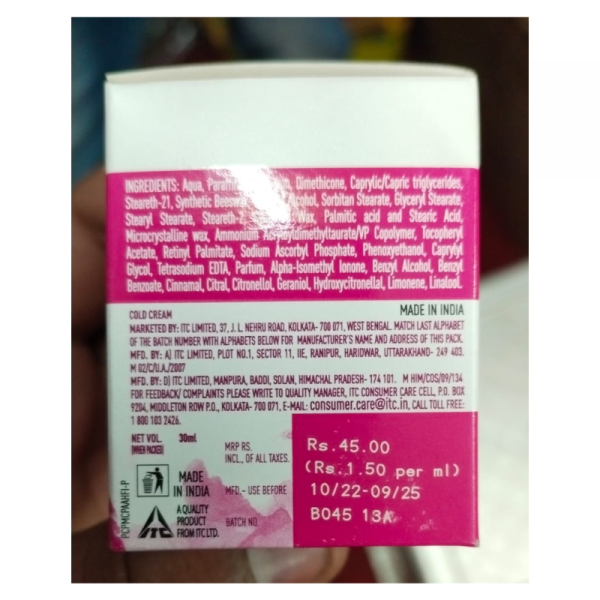 INGREDIENTS: Aqua, Dimethicone, Caprylic/Capric triglycerides,
Steareth-21, Synthetic Alcohol, Sorbitan Stearate, Glyceryl Stearate,
Stearyl Stearate, Wax, Palmitic acid and Stearic Acid,
Microcrystalline wax, Ammonium Acryloyldimethyltaurate/VP Copolymer, Tocopheryl
Acetate, Retinyl Palmitate, Sodium Ascorbyl Phosphate, Phenoxyethanol, Caprylyl
Glycol, Tetrasodium EDTA, Parfum, Alpha-Isomethyl Ionone, Benzyl Alcohol, Benzyl
Benzoate, Cinnamal, Citral, Citronellol, Geraniol, Hydroxycitronellal, Limonene, Linalool.
COLD CREAM MADE IN INDIA
MARKETED BY: ITC LIMITED, 37, J. L. NEHRU ROAD, KOLKATA- 700 071, WEST BENGAL. MATCH LAST ALPHABET
OF THE BATCH NUMBER WITH ALPHABETS BELOW FOR MANUFACTURER'S NAME AND ADDRESS OF THIS PACK.
MFD. BY: A) ITC LIMITED, PLOT NO.1, SECTOR 11, IIE, RANIPUR, HARIDWAR, UTTARAKHAND- 249 403.
M 02/C/U.A./2007
MFD. BY: D) ITC LIMITED, MANPURA, BADDI, SOLAN, HIMACHAL PRADESH- 174 101. M HIM/COS/09/134
FOR FEEDBACK/ COMPLAINTS PLEASE WRITE TO QUALITY MANAGER, ITC CONSUMER CARE CELL, P.O. BOX
9204, MIDDLETON ROW P.O., KOLKATA- 700 071, E-MAIL: consumer.care@itc.in, CALL TOLL FREE:
1 800 103 2426.
NET VOL. 30ml
(WHEN PACKED)
MRP RS.
INCL., OF ALL TAXES.
Rs.45.00
(Rs.1.50 per ml)
MADE
IN INDIA
MFD.– USE BEFORE
10/22-09/25
BATCH NO.
B045 13A
A QUALITY
PRODUCT
FROM ITC LTD.
ITC
PCPMCPAAHFI-P